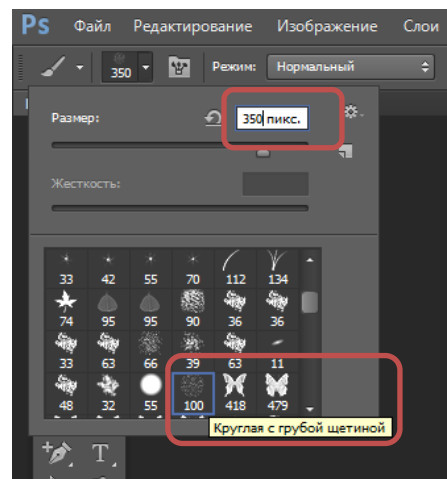 Ps Файл Редактирование Изображение Слои
350 Режим: Нормальный
Размер: 350 пикс.
Жесткость:
33 42 55 70 112 134
74 95 95 90 36 36
33 63 66 39 63 11
48 32 55 100 418 479
Круглая с грубой щетиной
T